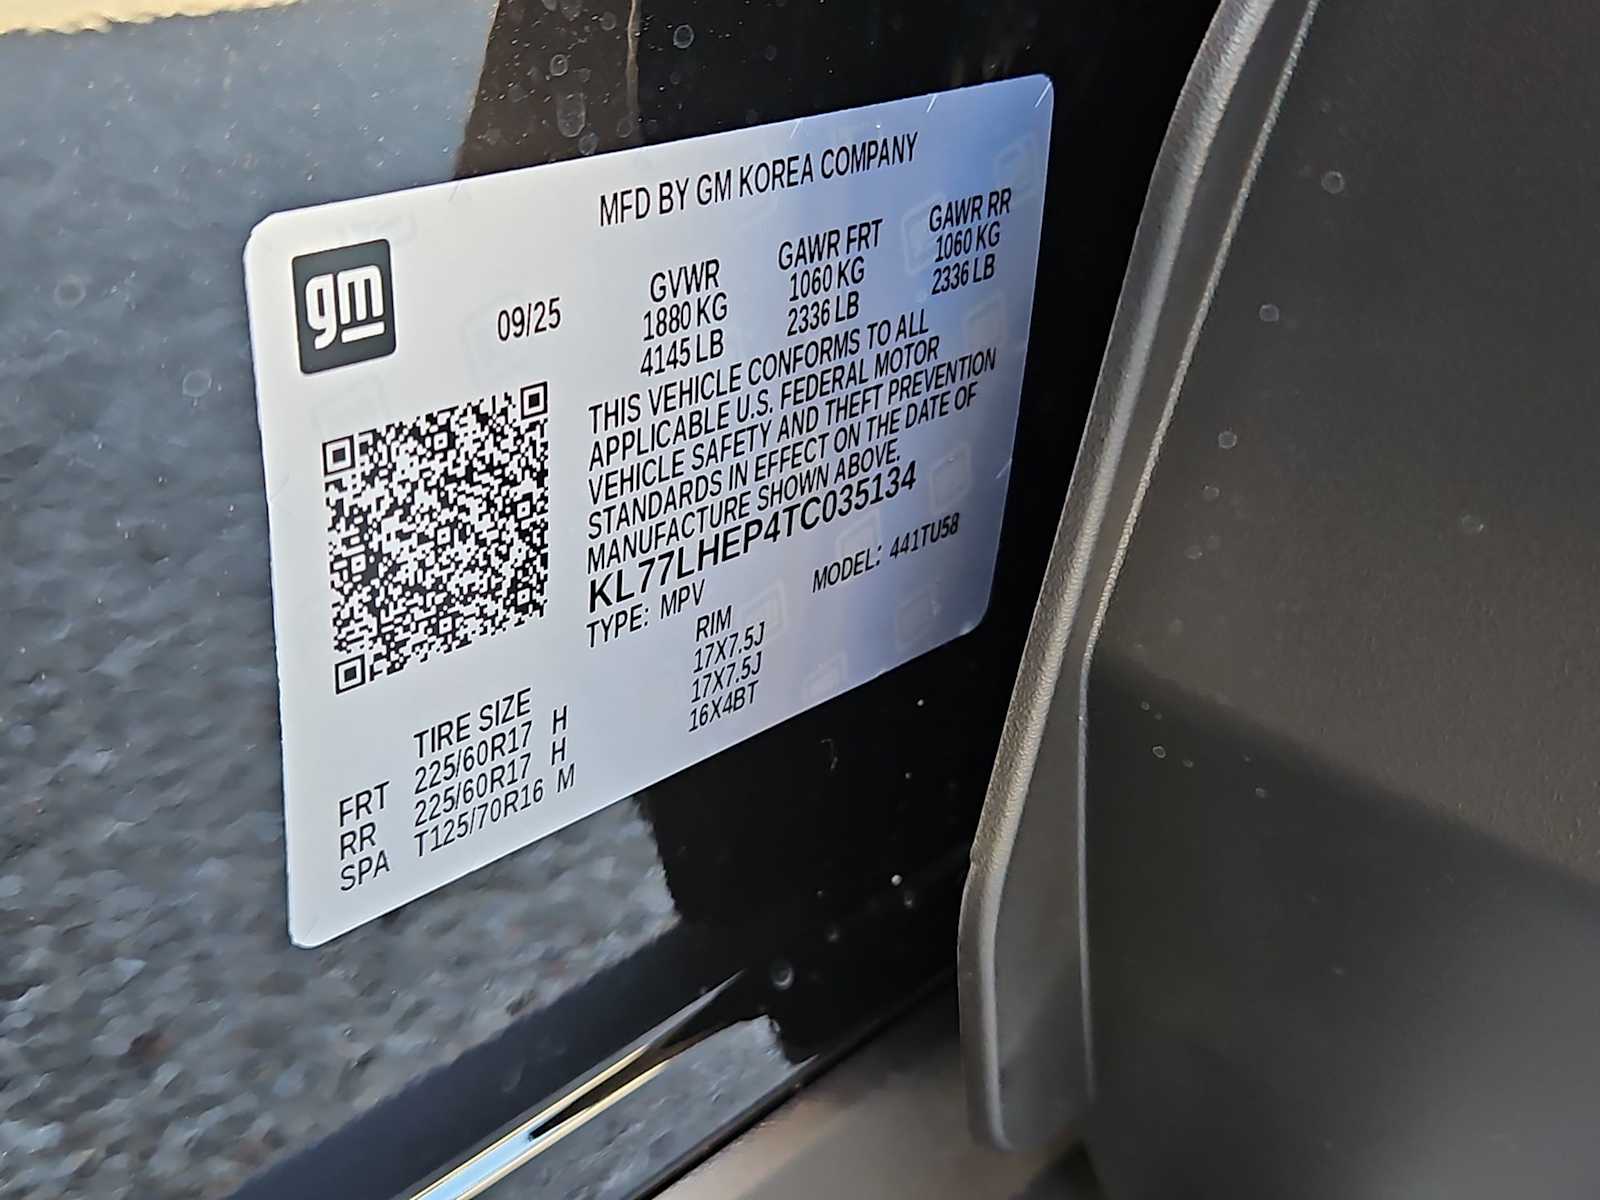 MFD BY GM KOREA COMPANY
gm
09/25
GVWR GAWR FRT GAWR RR
1880 KG 1060 KG 1060 KG
4145 LB 2336 LB 2336 LB
THIS VEHICLE CONFORMS TO ALL
APPLICABLE U.S. FEDERAL MOTOR
VEHICLE SAFETY AND THEFT PREVENTION
STANDARDS IN EFFECT ON THE DATE OF
MANUFACTURE SHOWN ABOVE.
KL77LHEP4TC035134
TYPE: MPV MODEL: 441TU58
TIRE SIZE RIM
FRT 225/60R17 H 17X7.5J
RR 225/60R17 H 17X7.5J
SPA T125/70R16 M 16X4BT